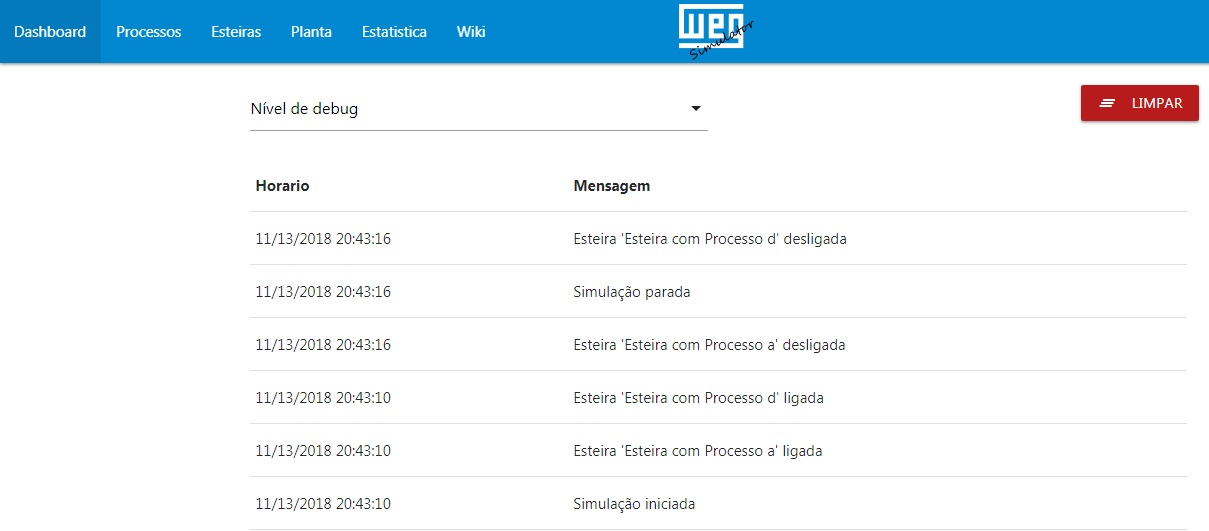 Dashboard Processos Esteiras Planta Estatistica Wiki
weg
Simulator
Nível de debug
LIMPAR
Horario Mensagem
11/13/2018 20:43:16 Esteira 'Esteira com Processo d' desligada
11/13/2018 20:43:16 Simulação parada
11/13/2018 20:43:16 Esteira 'Esteira com Processo a' desligada
11/13/2018 20:43:10 Esteira 'Esteira com Processo d' ligada
11/13/2018 20:43:10 Esteira 'Esteira com Processo a' ligada
11/13/2018 20:43:10 Simulação iniciada